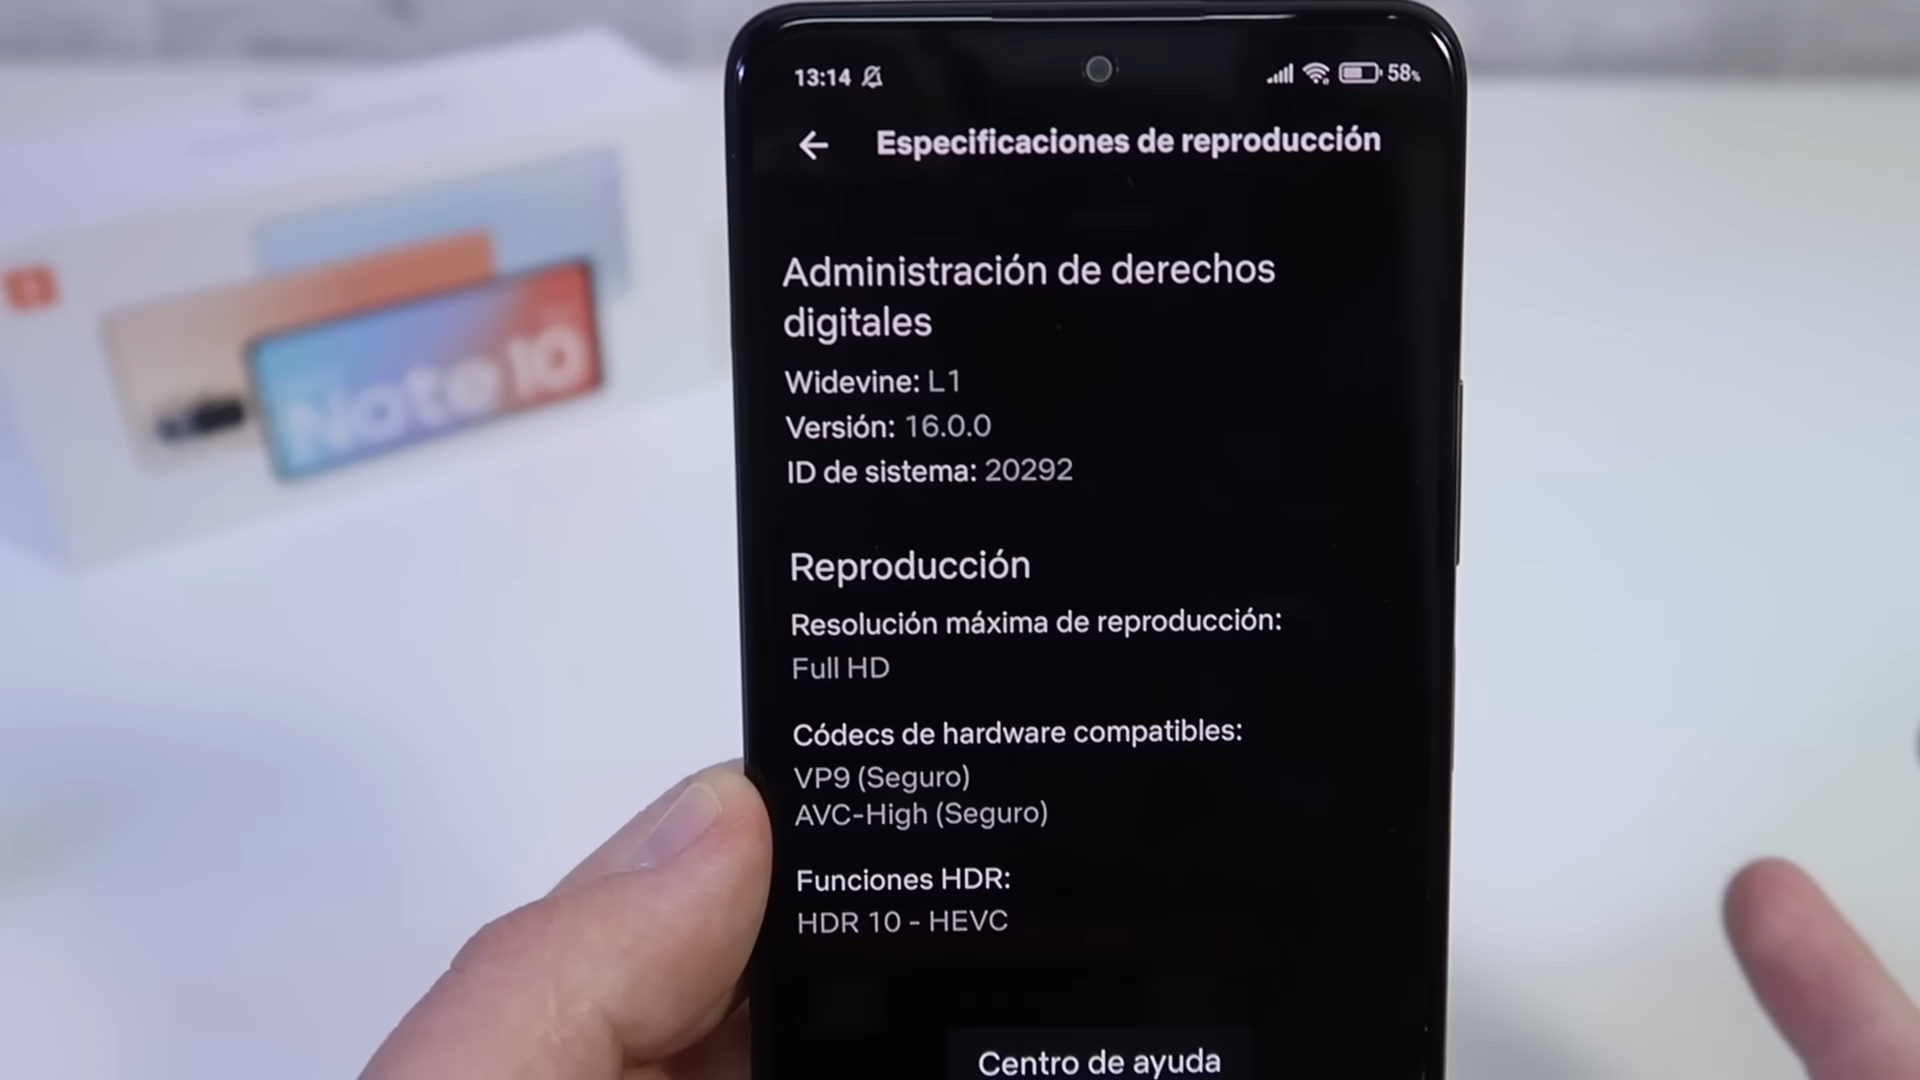 13:14
58%
Especificaciones de reproducción
Administración de derechos
digitales
Widevine: L1
Versión: 16.0.0
ID de sistema: 20292
Reproducción
Resolución máxima de reproducción:
Full HD
Códecs de hardware compatibles:
VP9 (Seguro)
AVC-High (Seguro)
Funciones HDR:
HDR 10 - HEVC
Centro de ayuda
Note 10